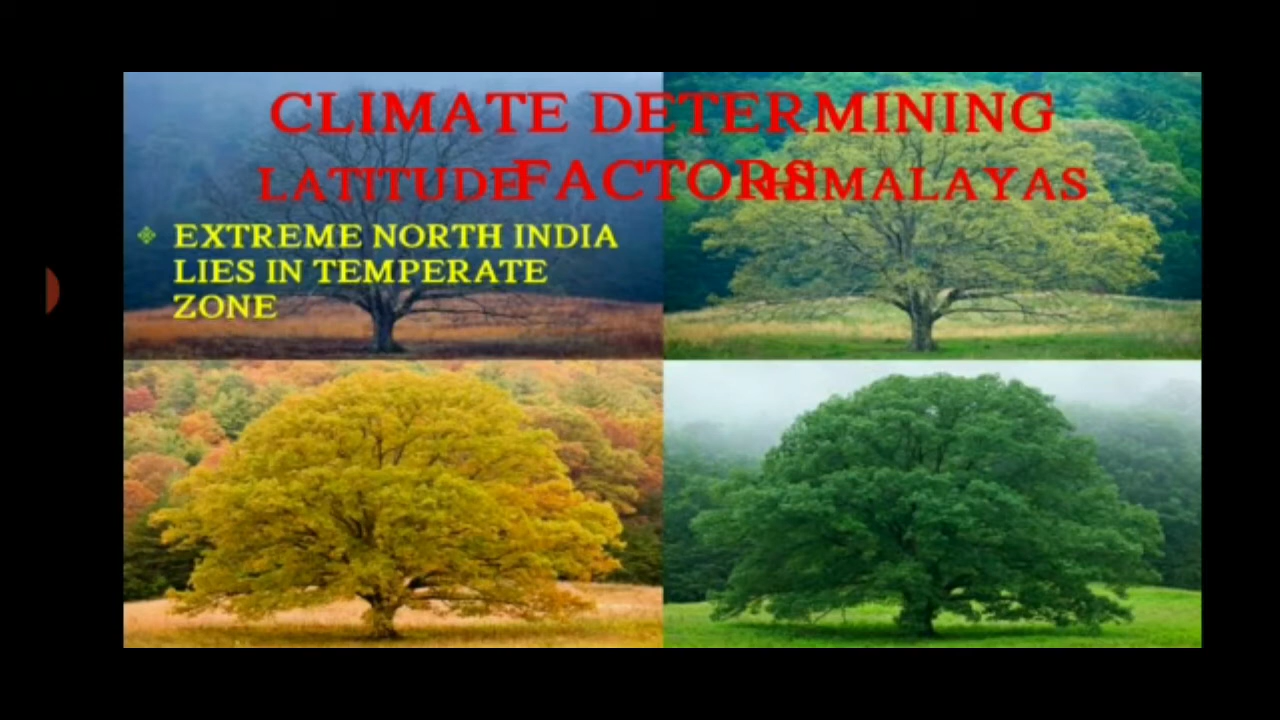 CLIMATE DETERMINING
FACTORS
LATITUDE HIMALAYAS
EXTREME NORTH INDIA
LIES IN TEMPERATE
ZONE